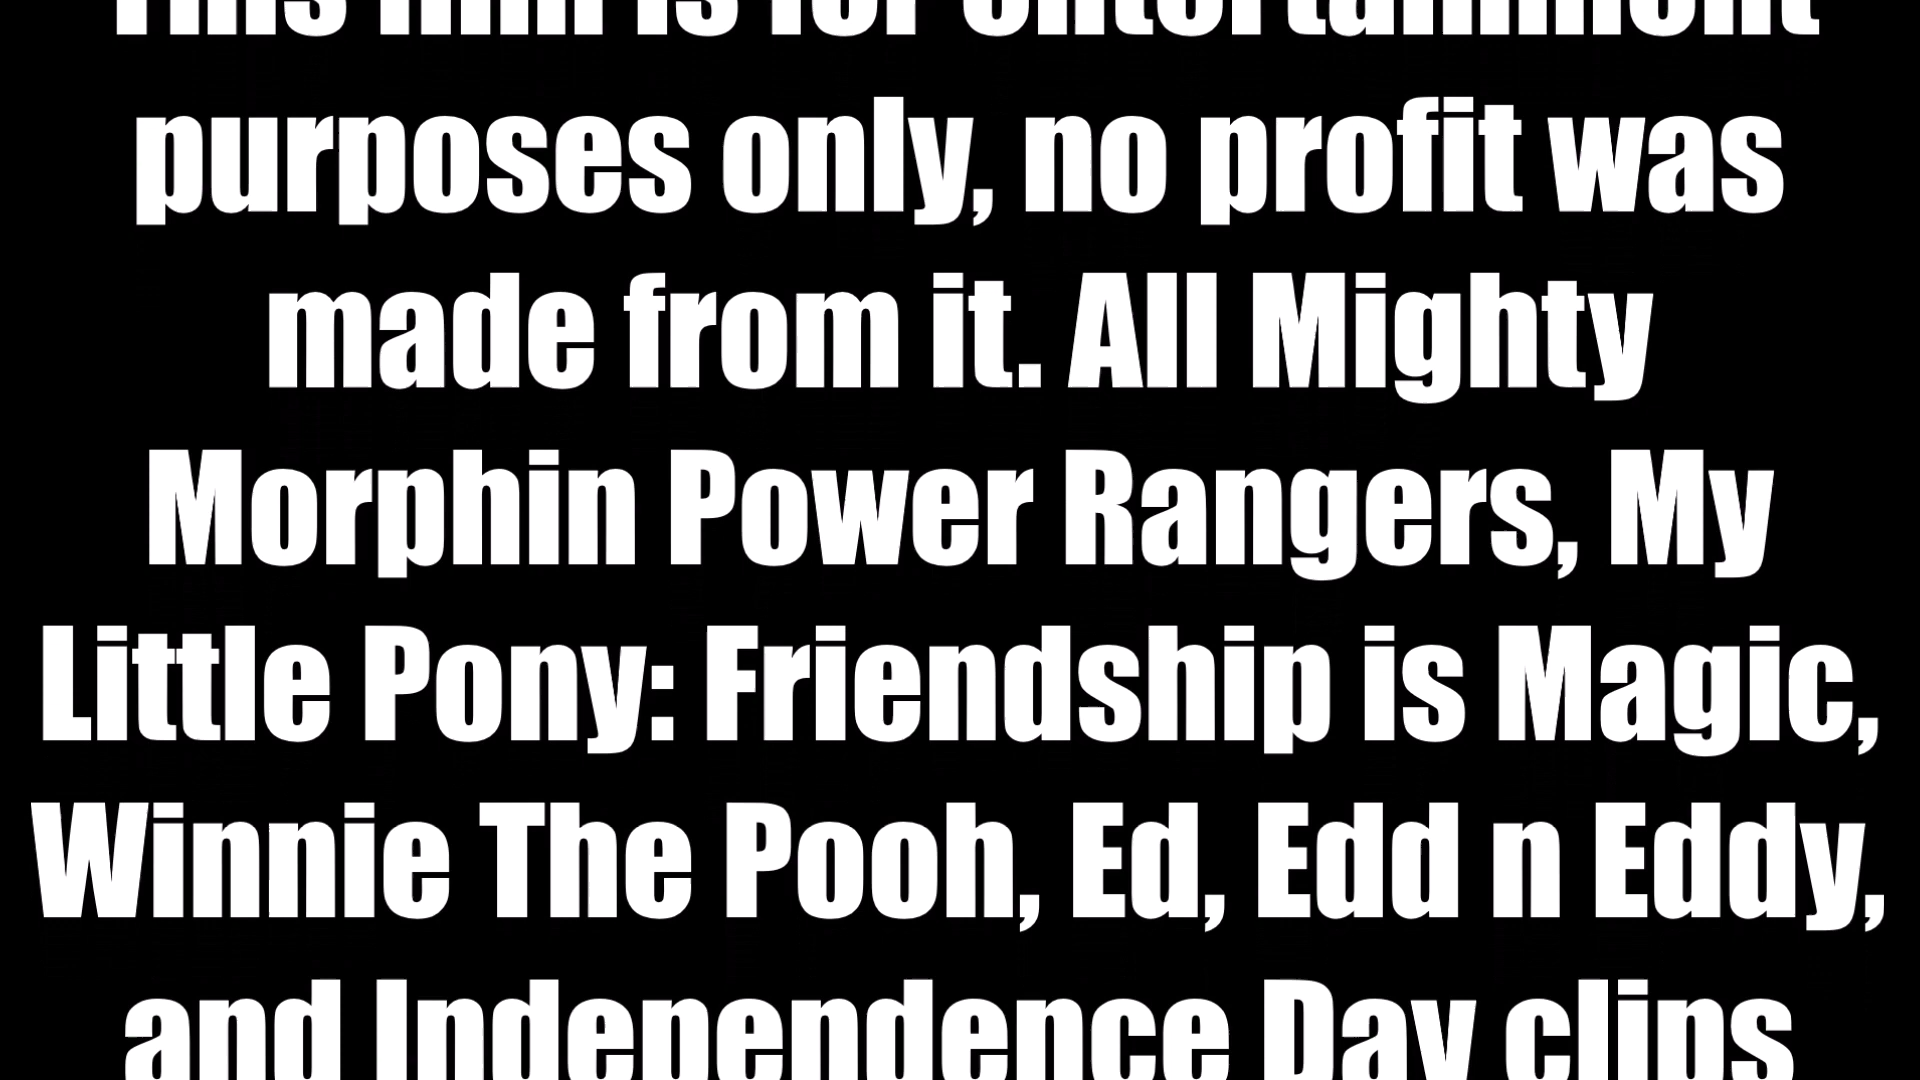 This film is for entertainment
purposes only, no profit was
made from it. All Mighty
Morphin Power Rangers, My
Little Pony: Friendship is Magic,
Winnie The Pooh, Ed, Edd n Eddy,
and Independence Day clips